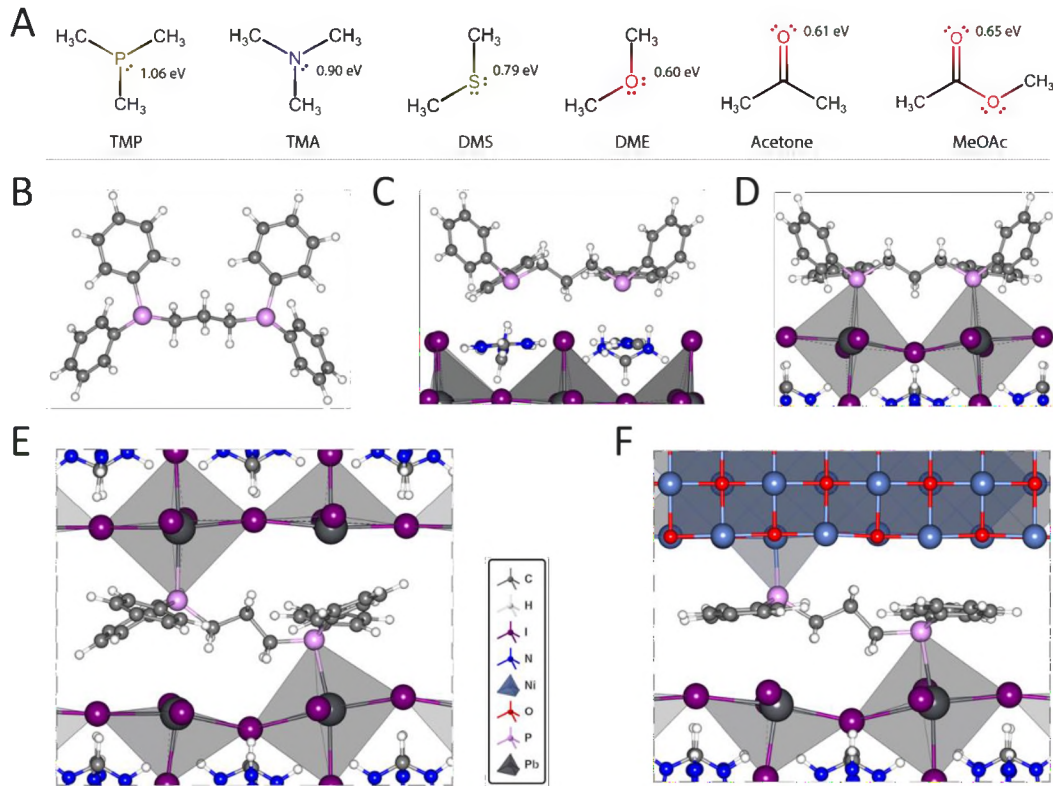 A
H₃C CH₃ P 1.06 eV CH₃
H₃C CH₃ N 0.90 eV CH₃
CH₃ S 0.79 eV H₃C
CH₃ O 0.60 eV H₃C
O 0.61 eV H₃C CH₃
O 0.65 eV CH₃ H₃C O
TMP TMA DMS DME Acetone MeOAc
B C D
E F
C
H
I
N
Ni
O
P
Pb